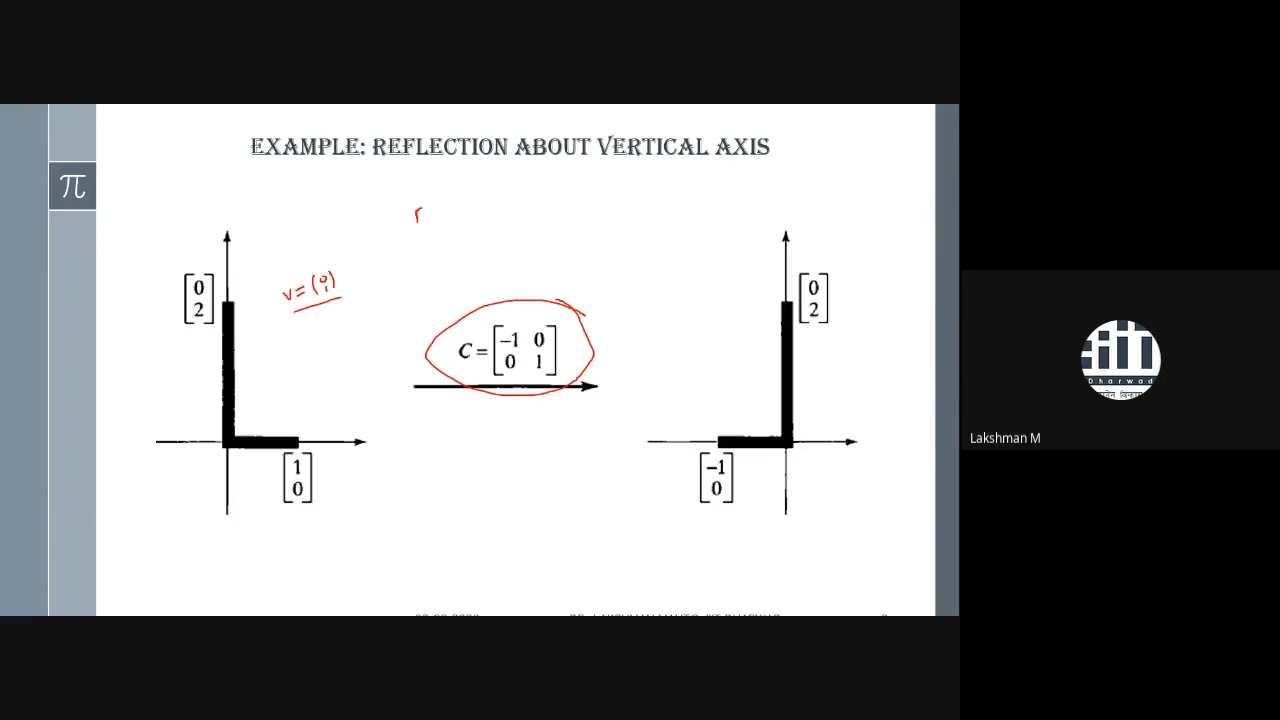 EXAMPLE: REFLECTION ABOUT VERTICAL AXIS
π
r
v = (0 1)
[0 2]
C = [-1 0
0 1]
[0 2]
[1 0]
[-1 0]
Dharwad
Lakshman M